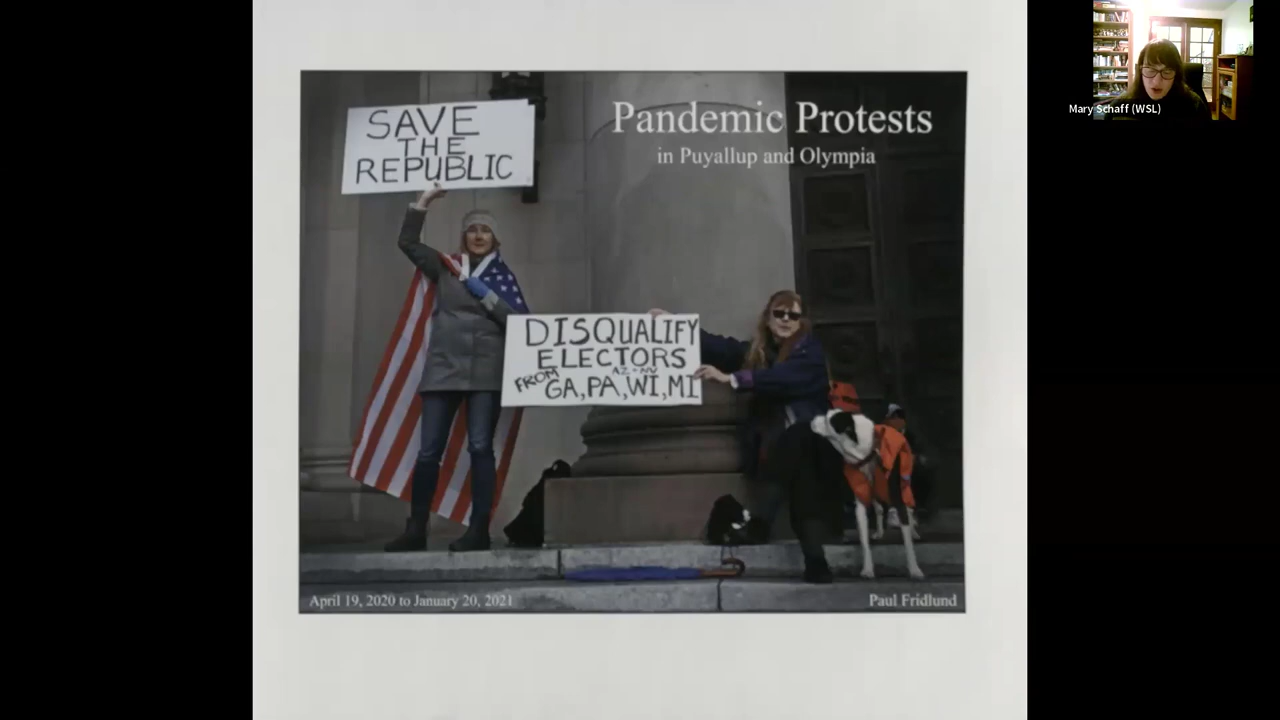 Pandemic Protests
in Puyallup and Olympia
SAVE
THE
REPUBLIC
DISQUALIFY
ELECTORS
FROM AZ-NV
GA,PA,WI,MI
April 19, 2020 to January 20, 2021
Paul Fridlund
Mary Schaff (WSL)